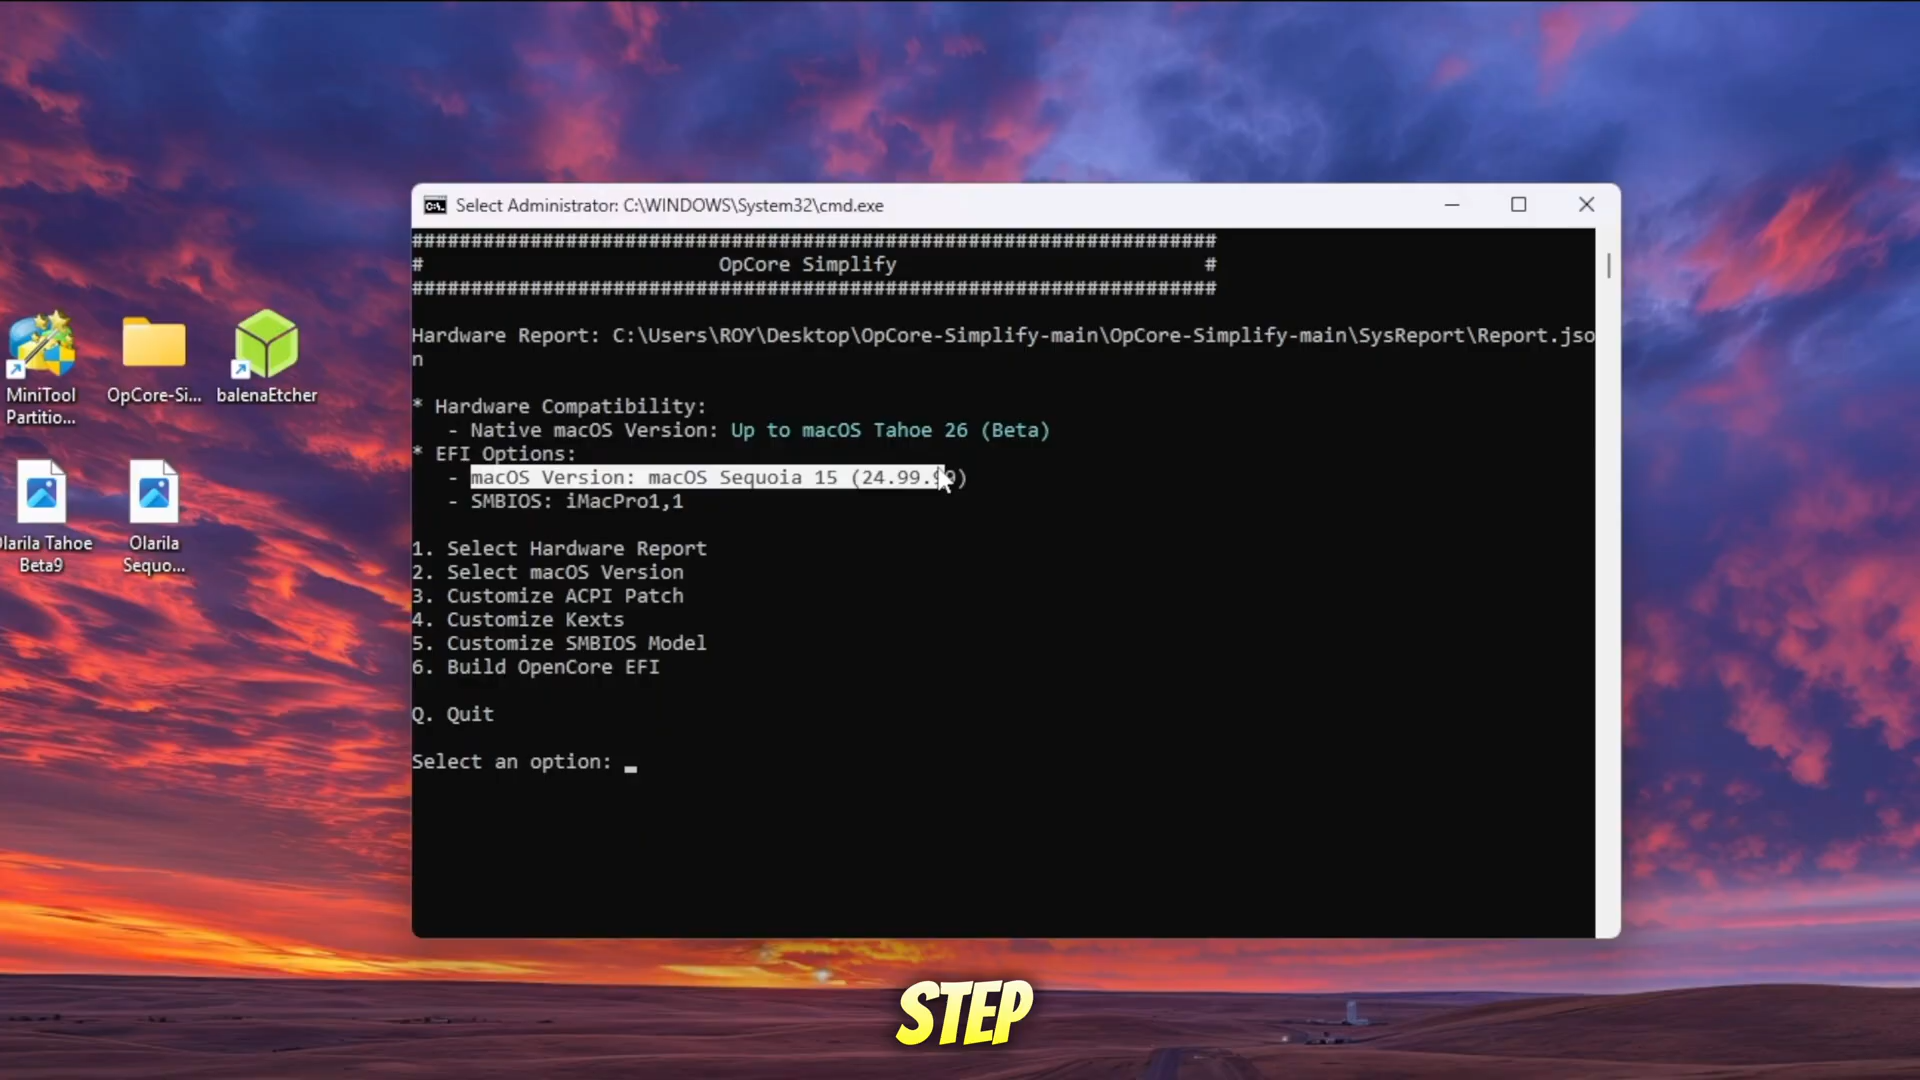 Select Administrator: C:\WINDOWS\System32\cmd.exe
####################################################################
# OpCore Simplify #
####################################################################
Hardware Report: C:\Users\ROY\Desktop\OpCore-Simplify-main\OpCore-Simplify-main\SysReport\Report.jso
n
* Hardware Compatibility:
- Native macOS Version: Up to macOS Tahoe 26 (Beta)
* EFI Options:
- macOS Version: macOS Sequoia 15 (24.99.99)
- SMBIOS: iMacPro1,1
1. Select Hardware Report
2. Select macOS Version
3. Customize ACPI Patch
4. Customize Kexts
5. Customize SMBIOS Model
6. Build OpenCore EFI
Q. Quit
Select an option: _
MiniTool
Partitio...
OpCore-Si...
balenaEtcher
larila Tahoe
Beta9
Olarila
Sequo...
STEP